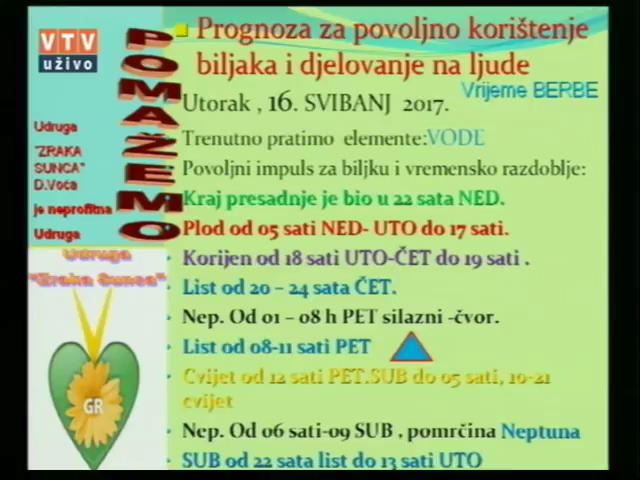 VTV
uživo
POMAŽEMO
Udruga
"ZRAKA
SUNCA"
D.Voća
je neprofitna
Udruga
Udruga
"Zraka Sunca"
GR
Prognoza za povoljno korištenje
biljaka i djelovanje na ljude
Vrijeme BERBE
Utorak , 16. SVIBANJ 2017.
Trenutno pratimo elemente:VODE
Povoljni impuls za biljku i vremensko razdoblje:
Kraj presadnje je bio u 22 sata NED.
Plod od 05 sati NED- UTO do 17 sati.
Korijen od 18 sati UTO-ČET do 19 sati .
List od 20 – 24 sata ČET.
Nep. Od 01 – 08 h PET silazni -čvor.
List od 08-11 sati PET
Cvijet od 12 sati PET.SUB do 05 sati, 10-21
cvijet
Nep. Od 06 sati-09 SUB , pomrčina Neptuna
SUB od 22 sata list do 13 sati UTO